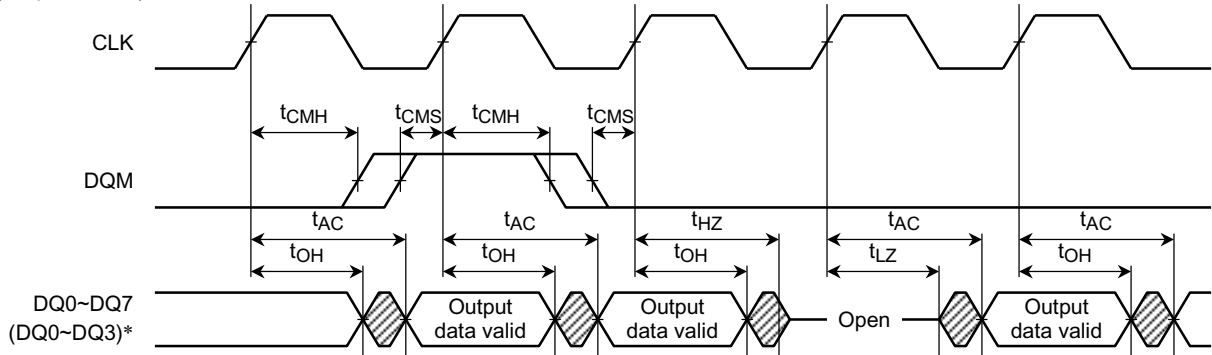 CLK
tCMH tCMS tCMH tCMS
DQM
tAC tAC tHZ tAC tAC
tOH tOH tOH tLZ tOH
DQ0~DQ7
(DQ0~DQ3)*
Output
data valid
Output
data valid
Open
Output
data valid